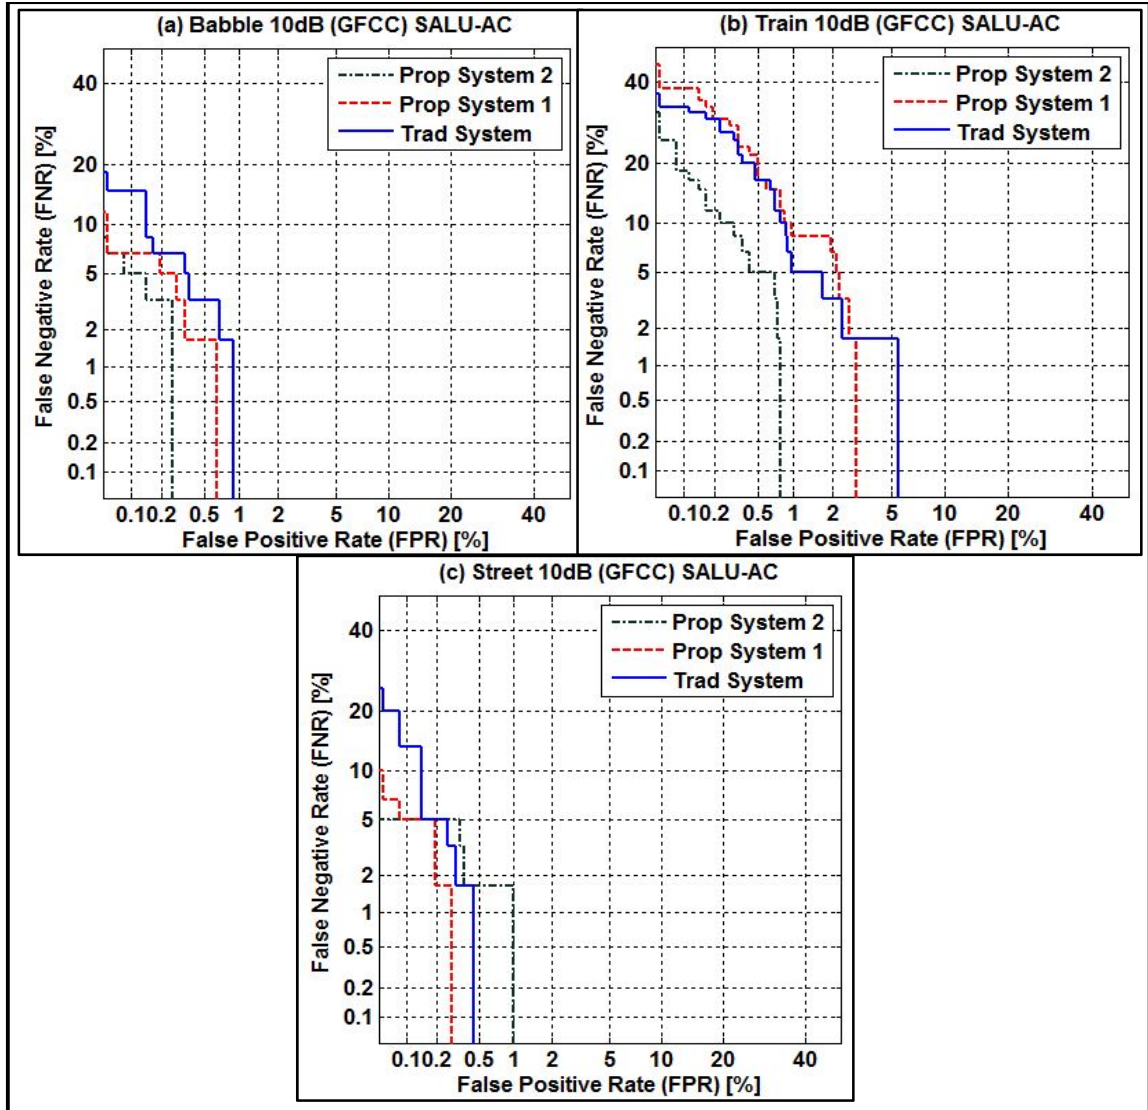 (a) Babble 10dB (GFCC) SALU-AC
False Negative Rate (FNR) [%]
40
20
10
5
2
1
0.5
0.2
0.1
Prop System 2
Prop System 1
Trad System
0.1 0.2 0.5 1 2 5 10 20 40
False Positive Rate (FPR) [%]
(b) Train 10dB (GFCC) SALU-AC
False Negative Rate (FNR) [%]
40
20
10
5
2
1
0.5
0.2
0.1
Prop System 2
Prop System 1
Trad System
0.1 0.2 0.5 1 2 5 10 20 40
False Positive Rate (FPR) [%]
(c) Street 10dB (GFCC) SALU-AC
False Negative Rate (FNR) [%]
40
20
10
5
2
1
0.5
0.2
0.1
Prop System 2
Prop System 1
Trad System
0.1 0.2 0.5 1 2 5 10 20 40
False Positive Rate (FPR) [%]